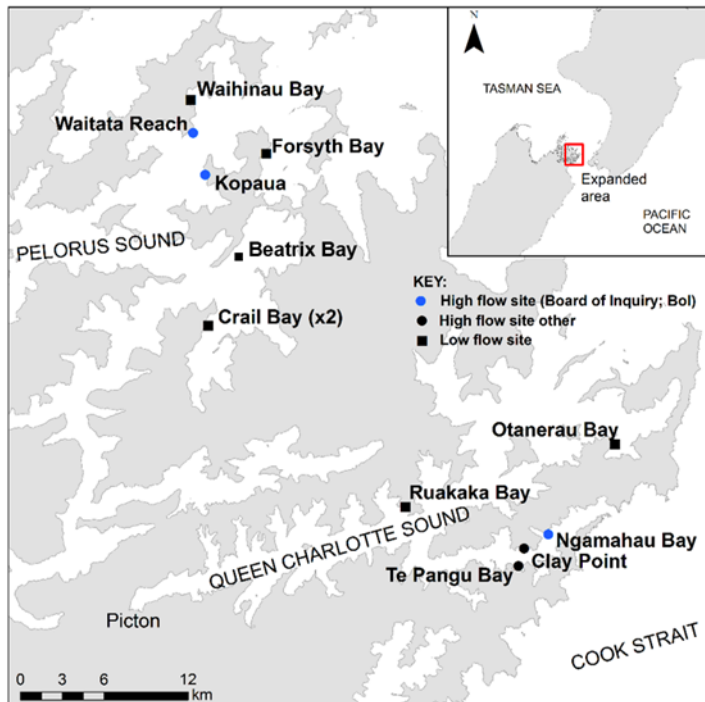 N
TASMAN SEA
Expanded
area
PACIFIC
OCEAN
Waihinau Bay
Waitata Reach
Forsyth Bay
Kopaua
PELORUS SOUND
Beatrix Bay
Crail Bay (x2)
KEY:
High flow site (Board of Inquiry; BoI)
High flow site other
Low flow site
Otanerau Bay
Ruakaka Bay
QUEEN CHARLOTTE SOUND
Ngamahau Bay
Clay Point
Te Pangu Bay
Picton
COOK STRAIT
0 3 6 12
km